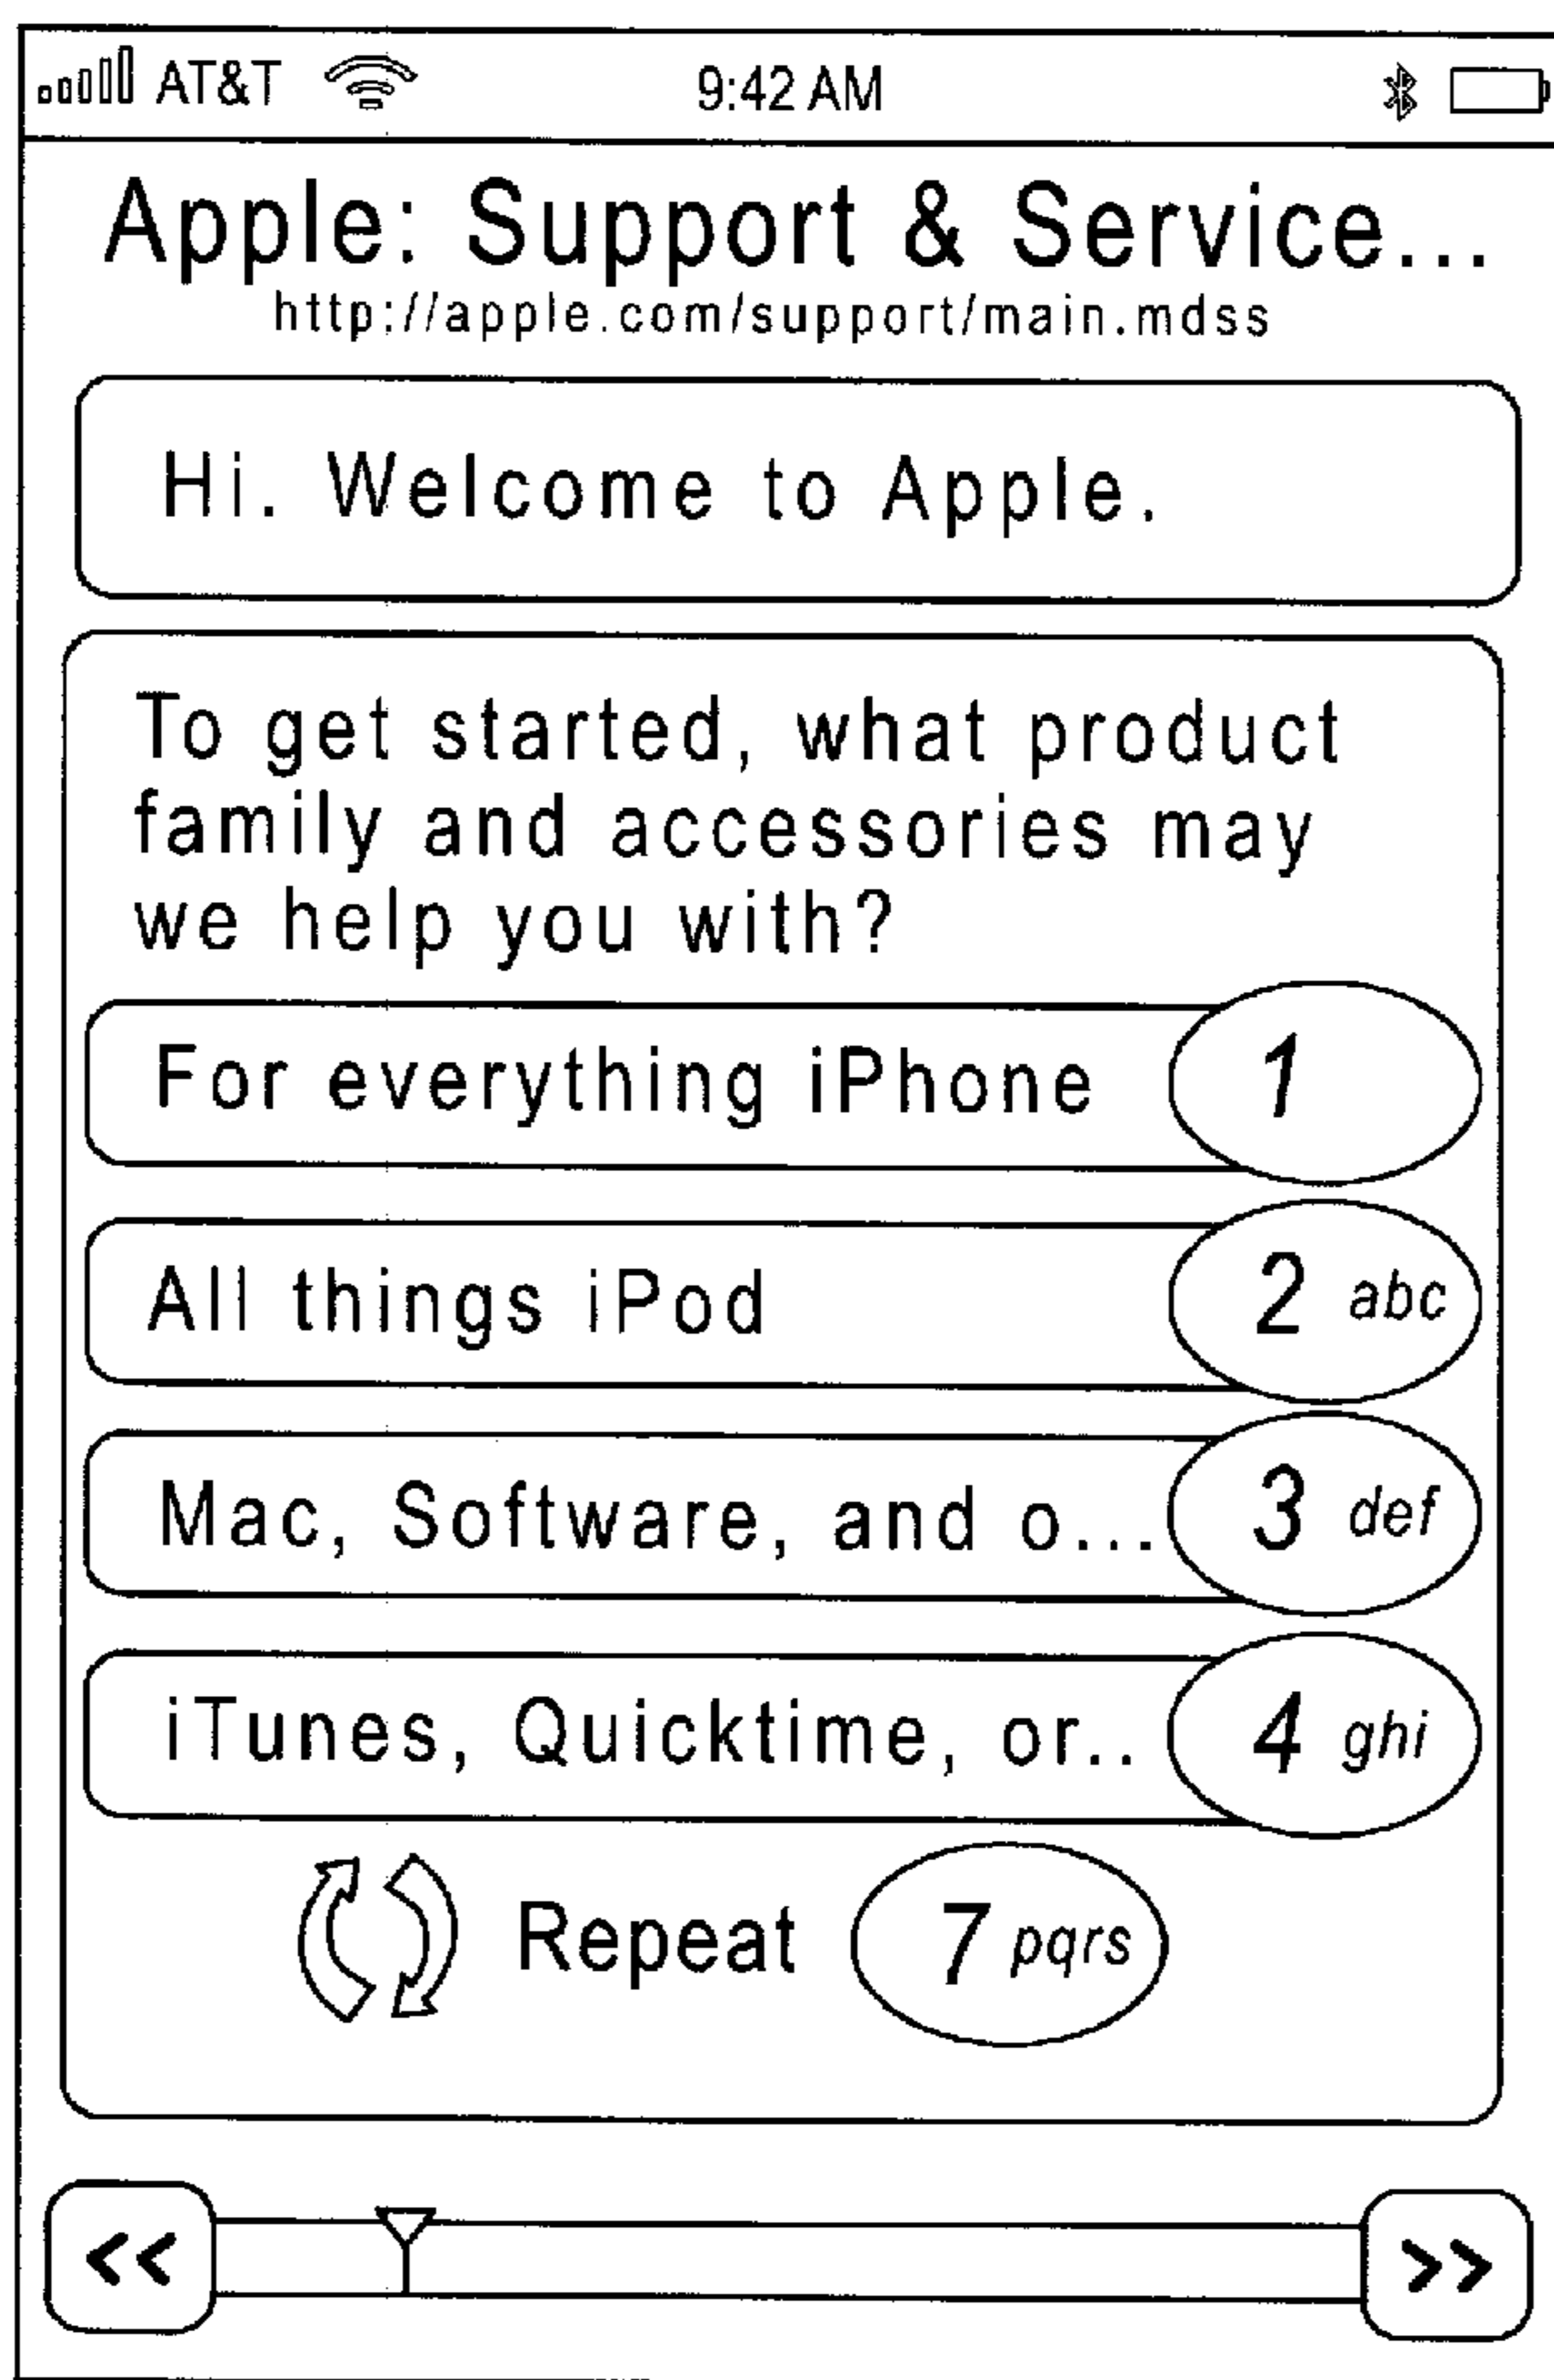 AT&T 9:42 AM
Apple: Support & Service...
http://apple.com/support/main.mdss
Hi. Welcome to Apple.
To get started, what product
family and accessories may
we help you with?
For everything iPhone 1
All things iPod 2 abc
Mac, Software, and o... 3 def
iTunes, Quicktime, or.. 4 ghi
Repeat 7 pqrs
<< >>